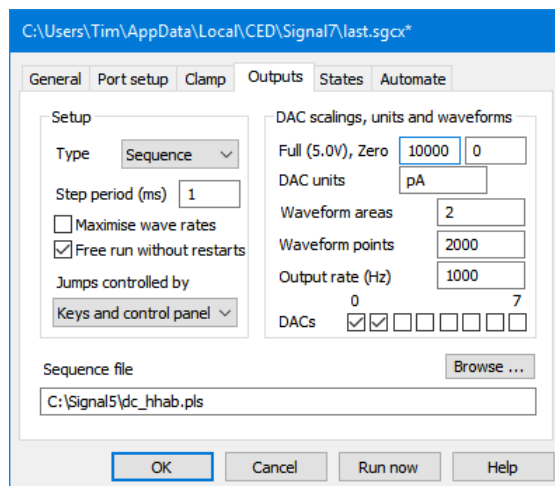 C:\Users\Tim\AppData\Local\CED\Signal7\last.sgcx*
General Port setup Clamp Outputs States Automate
Setup
Type Sequence
Step period (ms) 1
Maximise wave rates
Free run without restarts
Jumps controlled by
Keys and control panel
DAC scalings, units and waveforms
Full (5.0V), Zero 10000 0
DAC units pA
Waveform areas 2
Waveform points 2000
Output rate (Hz) 1000
0 7
DACs
Sequence file Browse ...
C:\Signal5\dc_hhab.pls
OK Cancel Run now Help